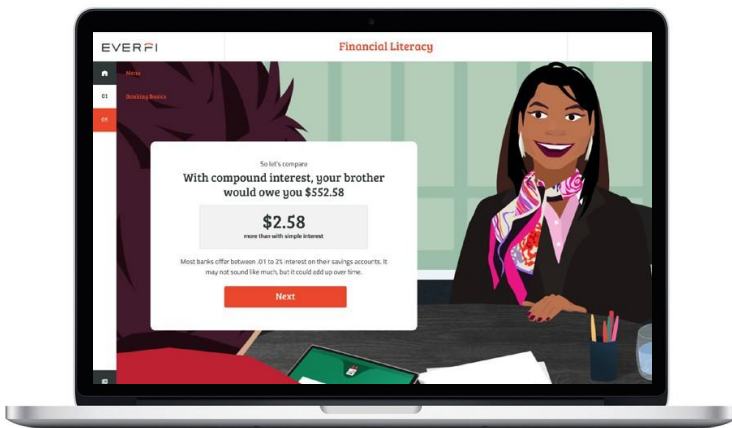 EVERFI
Financial Literacy
Menu
01
Banking Basics
05
So let's compare
With compound interest, your brother
would owe you $552.58
$2.58
more than with simple interest
Most banks offer between .01 to 2% interest on their savings accounts. It
may not sound like much, but it could add up over time.
Next